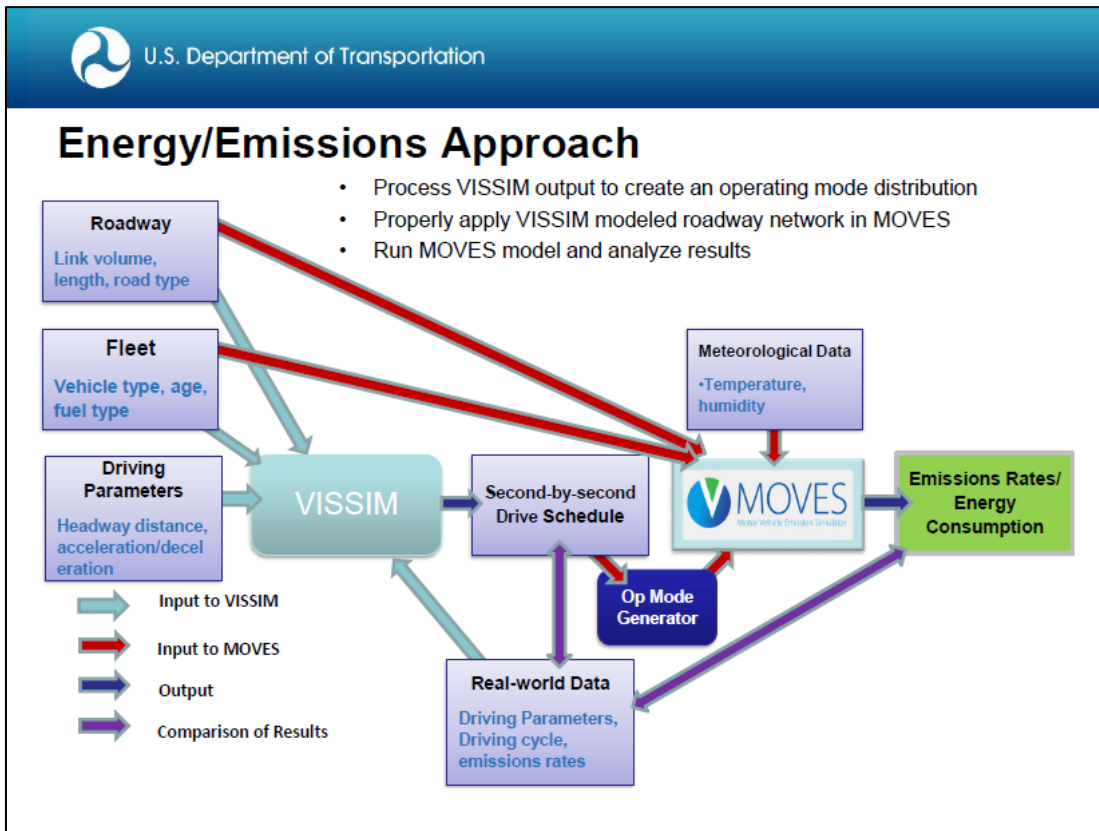 U.S. Department of Transportation
Energy/Emissions Approach
• Process VISSIM output to create an operating mode distribution
• Properly apply VISSIM modeled roadway network in MOVES
• Run MOVES model and analyze results
Roadway
Link volume,
length, road type
Fleet
Vehicle type, age,
fuel type
Driving
Parameters
Headway distance,
acceleration/decel
eration
VISSIM
Second-by-second
Drive Schedule
Op Mode
Generator
Meteorological Data
•Temperature,
humidity
MOVES
Motor Vehicle Emission Simulator
Emissions Rates/
Energy
Consumption
Real-world Data
Driving Parameters,
Driving cycle,
emissions rates
Input to VISSIM
Input to MOVES
Output
Comparison of Results